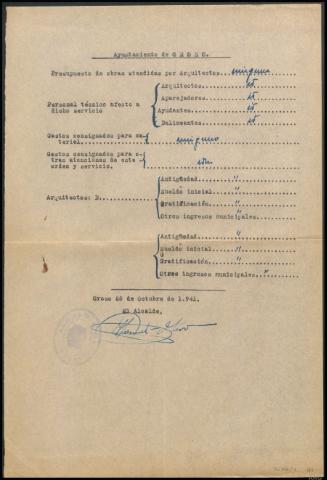 Ayuntamiento de G R O S C.
Presupuesto de obras atendidas por Arquitectos ninguno
Arquitectos id
Aparejadores id
Personal técnico afecto a dicho servicio
Ayudantes id
Delineantes id
Gastos consignados para material. ninguno
Gastos consignados para otras atenciones de este orden y servicio. idm
Antigüedad "
Sueldo inicial "
Arquitectos: D.
Gratificación "
Otros ingresos municipales
Antigüedad "
Sueldo inicial "
Gratificación "
Otros ingresos municipales "
de Octubre de 1.941.
El Alcalde,